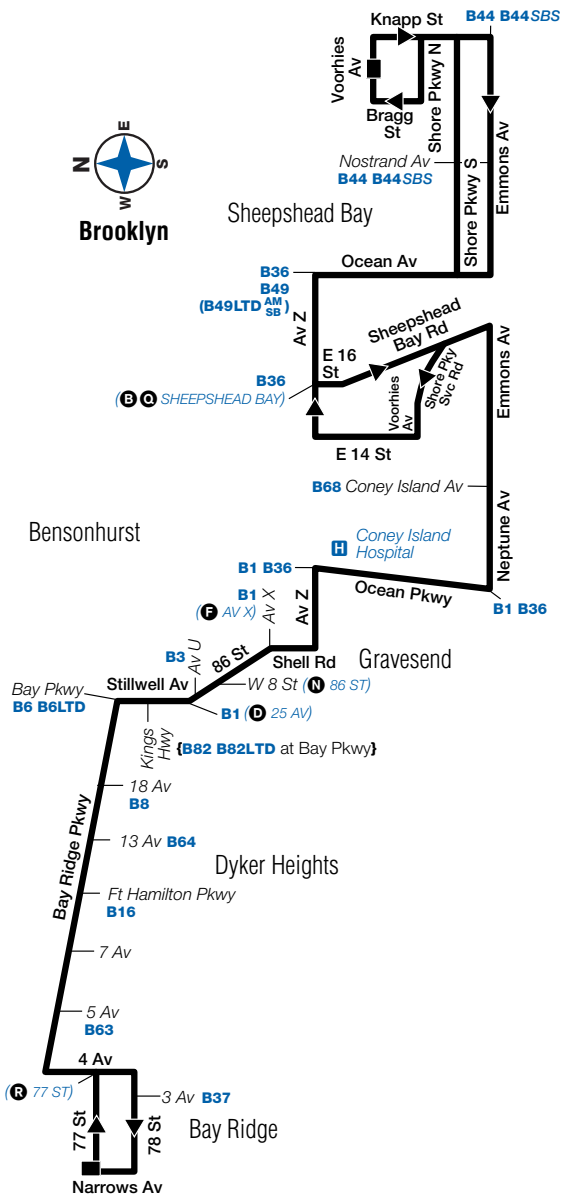 Knapp St
B44 B44SBS
Voorhies
Av
Shore Pkwy N
Bragg
St
Emmons Av
Nostrand Av
B44 B44SBS
Shore Pkwy S
N
E
S
W
Brooklyn
Sheepshead Bay
Ocean Av
B36
B49
(B49LTD AM SB)
Av Z
Sheepshead
Bay Rd
E 16
St
B36
(B Q SHEEPSHEAD BAY)
Voorhies
Av
Shore Pky
Svc Rd
Emmons Av
E 14 St
B68 Coney Island Av
Neptune Av
Bensonhurst
H Coney Island
Hospital
B1 B36
Ocean Pkwy
B1 B36
B1
(F AV X)
Av X
Av Z
Shell Rd
Gravesend
B3
Av U
86 St
W 8 St (N 86 ST)
Stillwell Av
Bay Pkwy
B6 B6LTD
B1 (D 25 AV)
Kings
Hwy
{B82 B82LTD at Bay Pkwy}
18 Av
B8
Bay Ridge Pkwy
13 Av B64
Dyker Heights
Ft Hamilton Pkwy
B16
7 Av
5 Av
B63
4 Av
(R 77 ST)
77 St
78 St
3 Av B37
Bay Ridge
Narrows Av